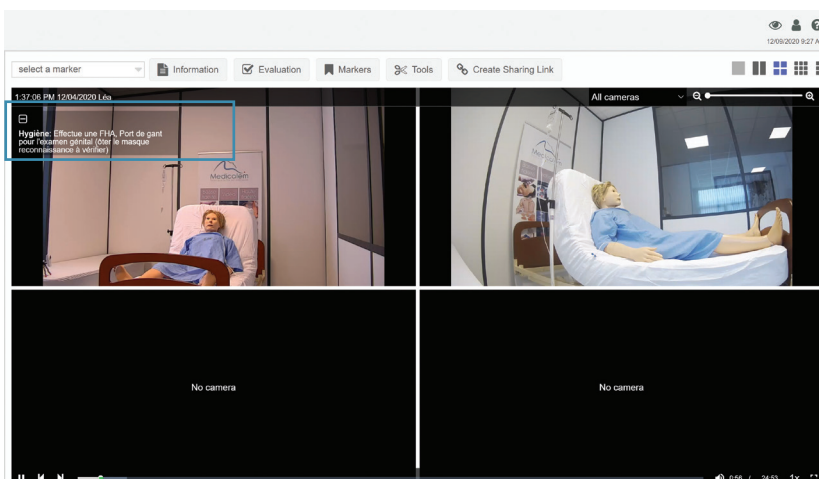 12/09/2020 9:27 A
select a marker
Information
Evaluation
Markers
Tools
Create Sharing Link
1:37:06 PM 12/04/2020 Léa
All cameras
Hygiène: Effectue une FHA, Port de gant
pour l'examen génital (ôter le masque
reconnaissance à vérifier)
Medicalem
No camera
No camera
0:56 / 24:53 1x